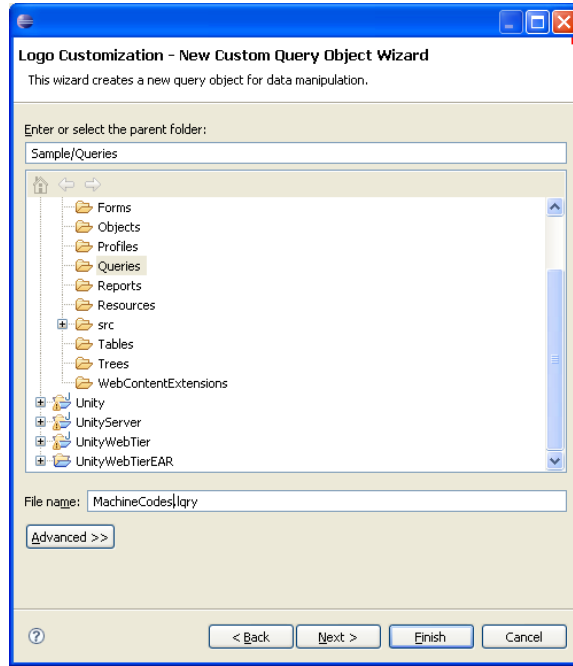 Logo Customization - New Custom Query Object Wizard
This wizard creates a new query object for data manipulation.
Enter or select the parent folder:
Sample/Queries
Forms
Objects
Profiles
Queries
Reports
Resources
src
Tables
Trees
WebContentExtensions
Unity
UnityServer
UnityWebTier
UnityWebTierEAR
File name: MachineCodes.lqry
Advanced >>
< Back Next > Finish Cancel